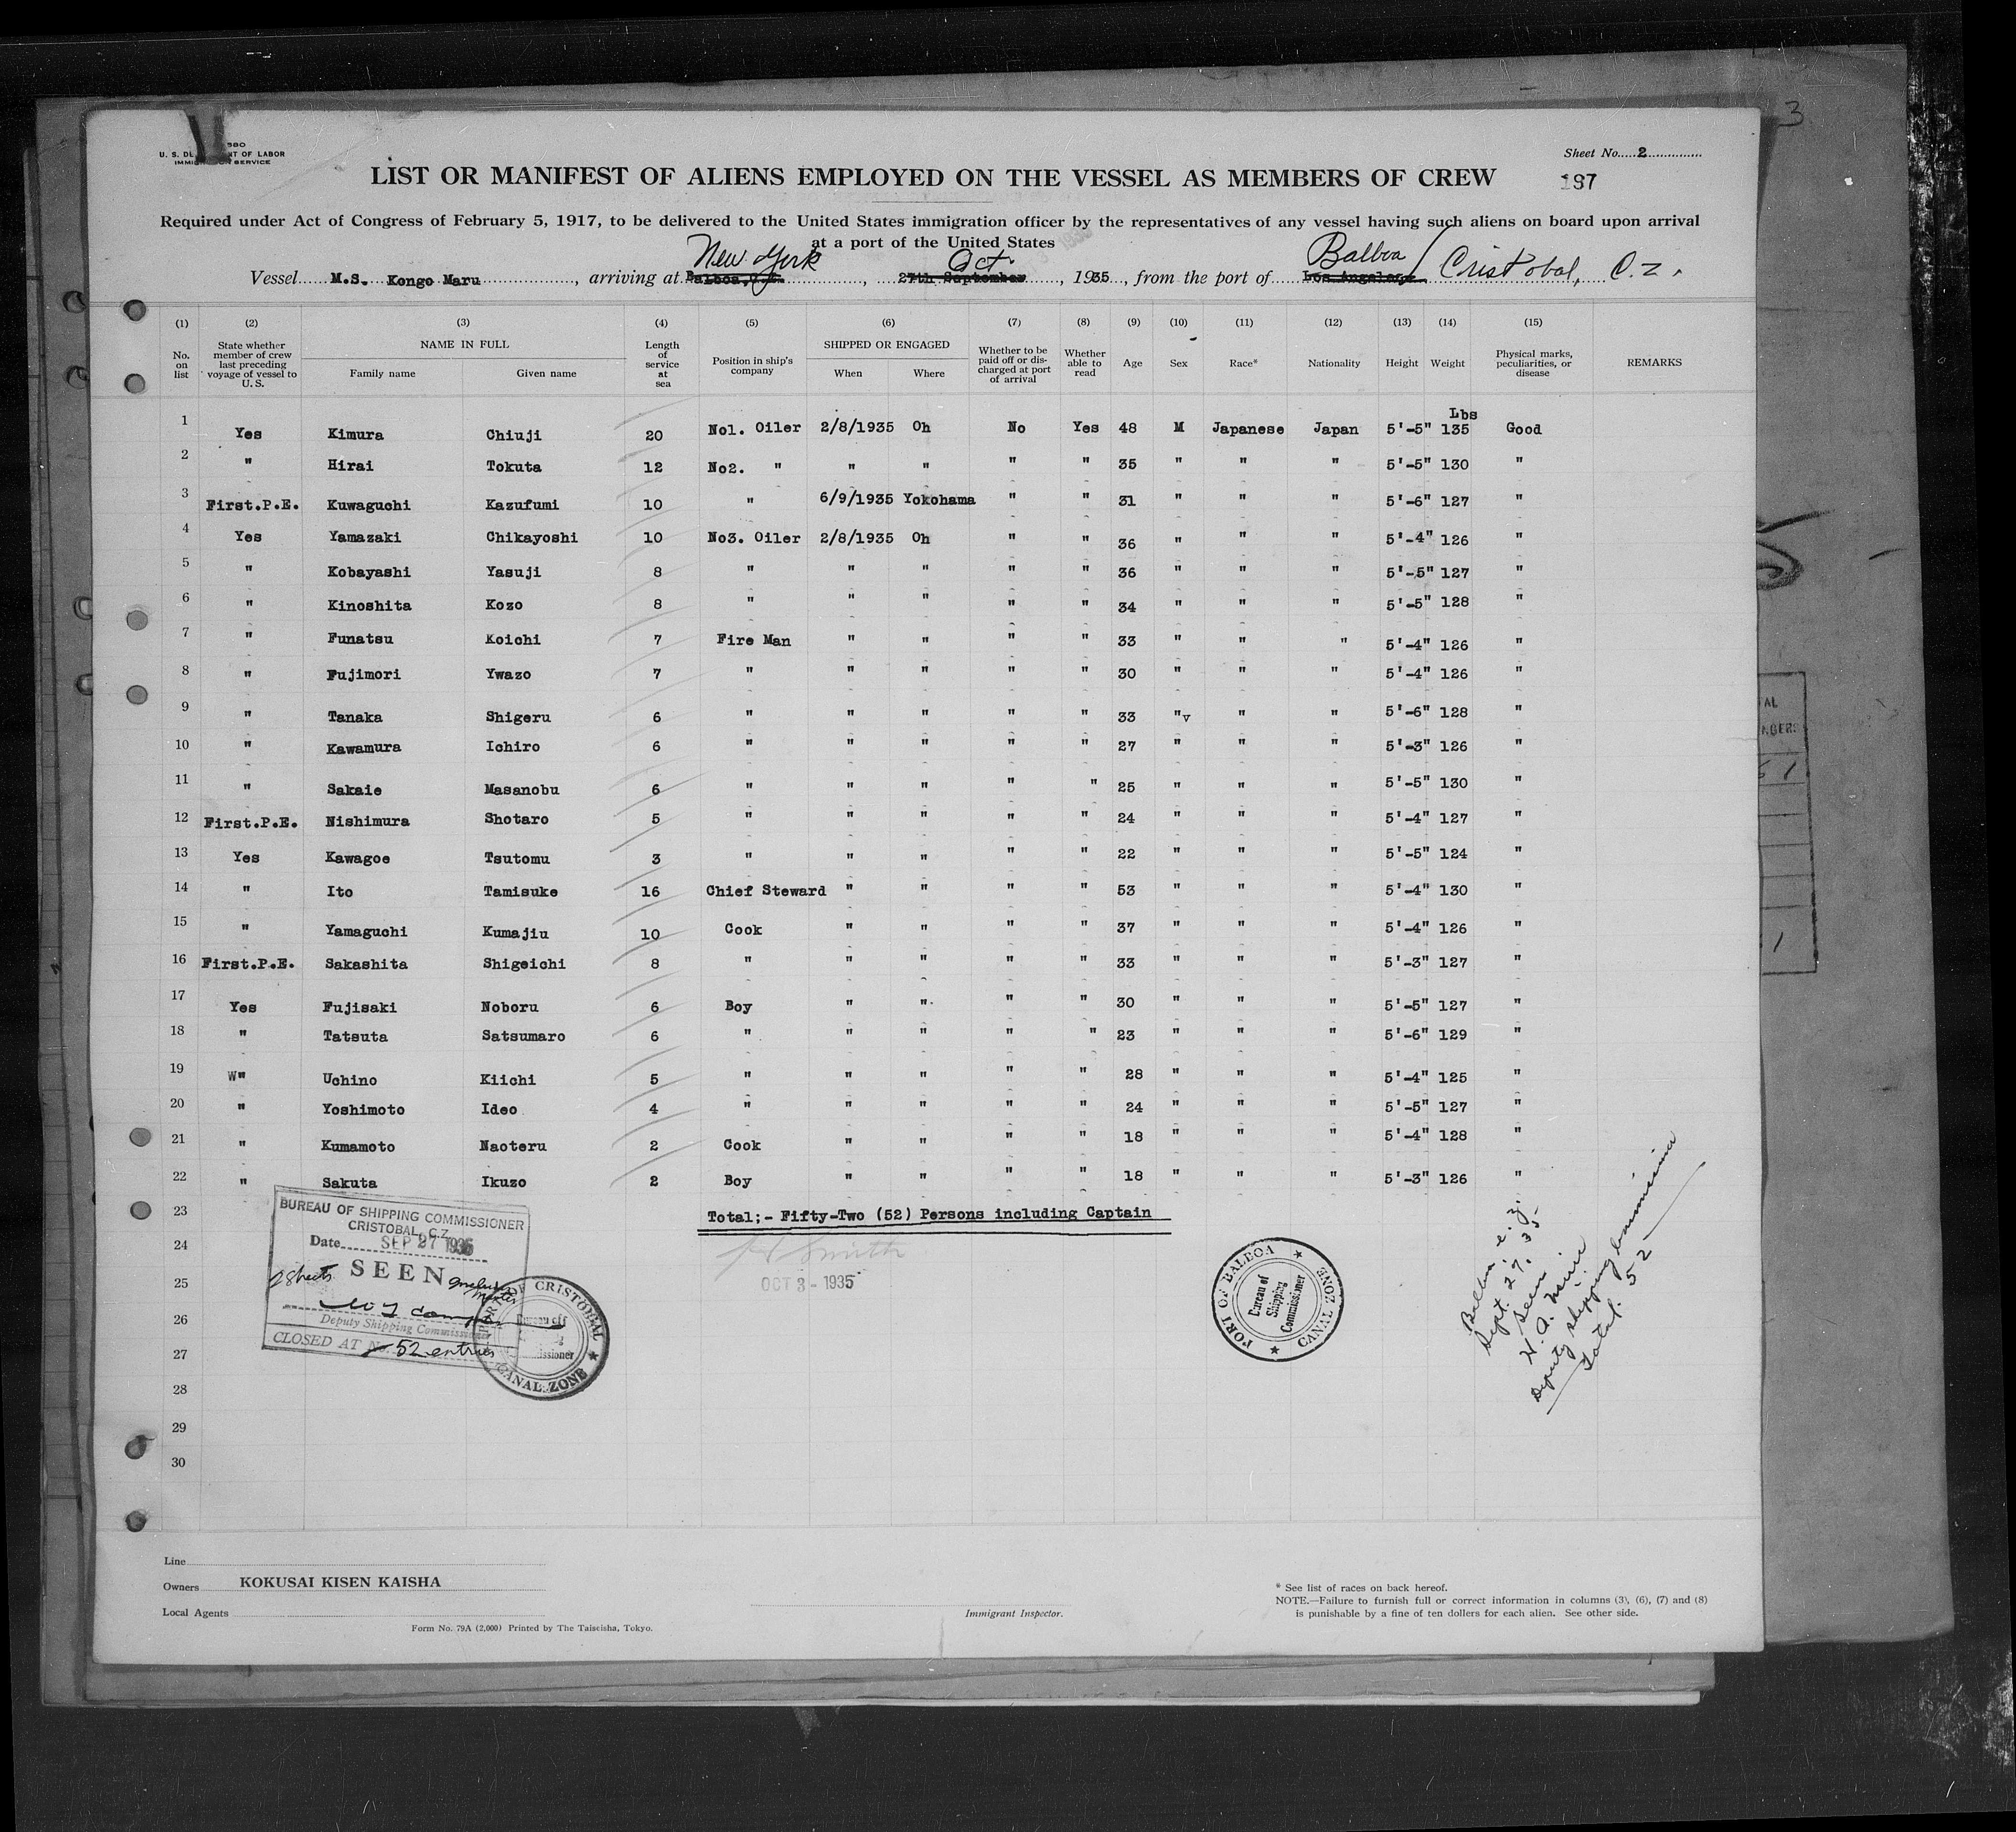 3
680
U. S. DE NT OF LABOR
IMMIG N SERVICE
Sheet No. 2
187
LIST OR MANIFEST OF ALIENS EMPLOYED ON THE VESSEL AS MEMBERS OF CREW
Required under Act of Congress of February 5, 1917, to be delivered to the United States immigration officer by the representatives of any vessel having such aliens on board upon arrival
at a port of the United States
New York Oct. Balboa / Cristobal, C.Z.
Vessel M.S. Kongo Maru, arriving at Balboa, C.Z., 27th September, 1935, from the port of Los Angeles
(1) (2) (3) (4) (5) (6) (7) (8) (9) (10) (11) (12) (13) (14) (15)
No. on list State whether member of crew last preceding voyage of vessel to U. S. NAME IN FULL Family name Given name Length of service at sea Position in ship's company SHIPPED OR ENGAGED When Where Whether to be paid off or discharged at port of arrival Whether able to read Age Sex Race* Nationality Height Weight Physical marks, peculiarities, or disease REMARKS
Lbs
1 Yes Kimura Chiuji 20 No1. Oiler 2/8/1935 Oh No Yes 48 M Japanese Japan 5'-5" 135 Good
2 " Hirai Tokuta 12 No2. " " " " " 35 " " " 5'-5" 130 "
3 First.P.E. Kuwaguchi Kazufumi 10 " 6/9/1935 Yokohama " " 31 " " " 5'-6" 127 "
4 Yes Yamazaki Chikayoshi 10 No3. Oiler 2/8/1935 Oh " " 36 " " " 5'-4" 126 "
5 " Kobayashi Yasuji 8 " " " " " 36 " " " 5'-5" 127 "
6 " Kinoshita Kozo 8 " " " " " 34 " " " 5'-5" 128 "
7 " Funatsu Koichi 7 Fire Man " " " " 33 " " " 5'-4" 126 "
8 " Fujimori Ywazo 7 " " " " " 30 " " " 5'-4" 126 "
9 " Tanaka Shigeru 6 " " " " " 33 " " " 5'-6" 128 "
10 " Kawamura Ichiro 6 " " " " " 27 " " " 5'-3" 126 "
11 " Sakaie Masanobu 6 " " " " " 25 " " " 5'-5" 130 "
12 First.P.E. Nishimura Shotaro 5 " " " " " 24 " " " 5'-4" 127 "
13 Yes Kawagoe Tsutomu 3 " " " " " 22 " " " 5'-5" 124 "
14 " Ito Tamisuke 16 Chief Steward " " " " 53 " " " 5'-4" 130 "
15 " Yamaguchi Kumajiu 10 Cook " " " " 37 " " " 5'-4" 126 "
16 First.P.E. Sakashita Shigeichi 8 " " " " " 33 " " " 5'-3" 127 "
17 Yes Fujisaki Noboru 6 Boy " " " " 30 " " " 5'-5" 127 "
18 " Tatsuta Satsumaro 6 " " " " " 23 " " " 5'-6" 129 "
19 W" Uchino Kiichi 5 " " " " " 28 " " " 5'-4" 125 "
20 " Yoshimoto Ideo 4 " " " " " 24 " " " 5'-5" 127 "
21 " Kumamoto Naoteru 2 Cook " " " " 18 " " " 5'-4" 128 "
22 " Sakuta Ikuzo 2 Boy " " " " 18 " " " 5'-3" 126 "
23 Total;- Fifty-Two (52) Persons including Captain
24
25
26
27
28
29
30
BUREAU OF SHIPPING COMMISSIONER
CRISTOBAL, C.Z.
Date SEP 27 1935
SEEN
2 Sheets
Deputy Shipping Commissioner
CLOSED AT No. 52 entries
PORT OF CRISTOBAL
CANAL ZONE
Smith
OCT 3 - 1935
PORT OF BALBOA
Bureau of
Shipping
Commissioner
CANAL ZONE
Balboa, C.Z.
Sept. 27, 35
Seen
Deputy Shipping Commissioner
Total. 52
Line
Owners KOKUSAI KISEN KAISHA
Local Agents
Immigrant Inspector.
Form No. 79A (2,000) Printed by The Taiseisha, Tokyo.
* See list of races on back hereof.
NOTE.—Failure to furnish full or correct information in columns (3), (6), (7) and (8)
is punishable by a fine of ten dollars for each alien. See other side.